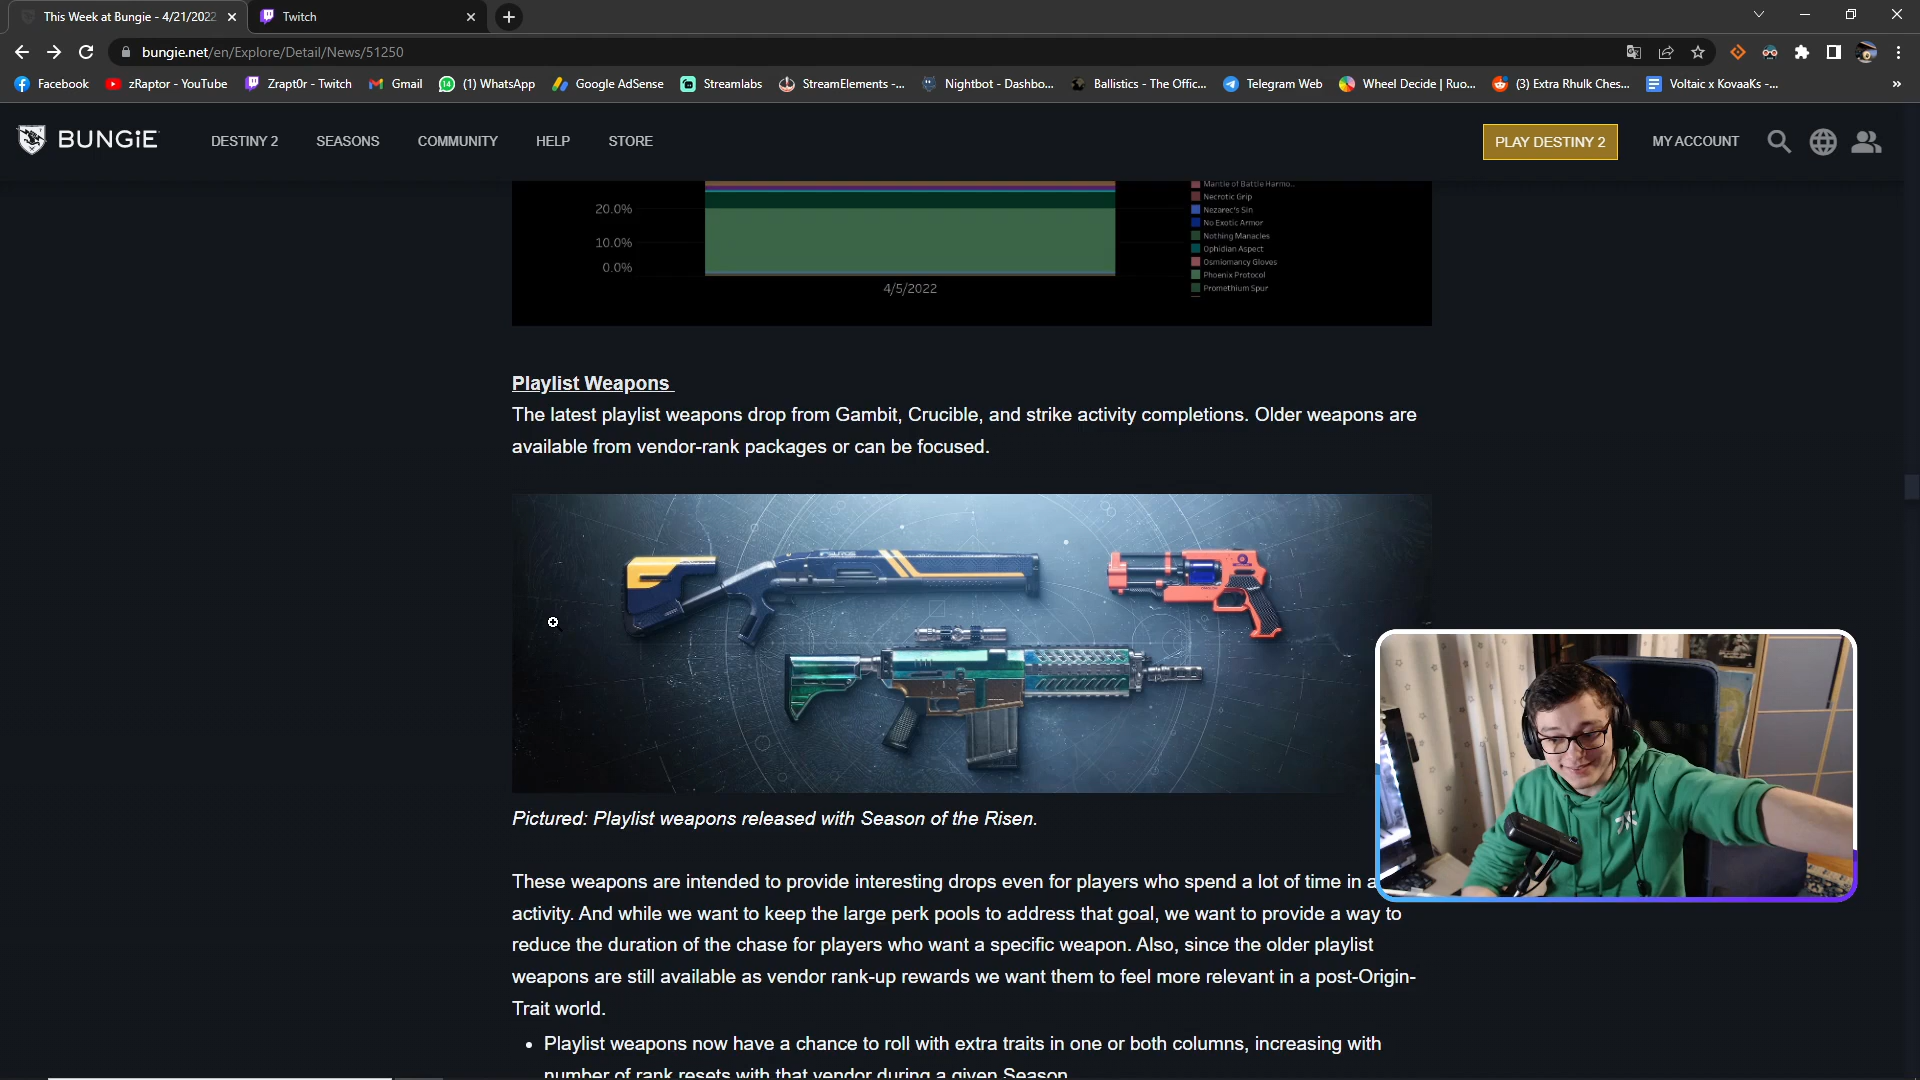 This Week at Bungie - 4/21/2022
Twitch
bungie.net/en/Explore/Detail/News/51250
Facebook
zRaptor - YouTube
Zrapt0r - Twitch
Gmail
(1) WhatsApp
Google AdSense
Streamlabs
StreamElements -...
Nightbot - Dashbo...
Ballistics - The Offic...
Telegram Web
Wheel Decide | Ruo...
(3) Extra Rhulk Ches...
Voltaic x KovaaKs -...
»
BUNGiE
DESTINY 2
SEASONS
COMMUNITY
HELP
STORE
PLAY DESTINY 2
MY ACCOUNT
20.0%
10.0%
0.0%
4/5/2022
Mantle of Battle Harmo...
Necrotic Grip
Nezarec's Sin
No Exotic Armor
Nothing Manacles
Ophidian Aspect
Osmiomancy Gloves
Phoenix Protocol
Promethium Spur
Playlist Weapons
The latest playlist weapons drop from Gambit, Crucible, and strike activity completions. Older weapons are
available from vendor-rank packages or can be focused.
Pictured: Playlist weapons released with Season of the Risen.
These weapons are intended to provide interesting drops even for players who spend a lot of time in a
activity. And while we want to keep the large perk pools to address that goal, we want to provide a way to
reduce the duration of the chase for players who want a specific weapon. Also, since the older playlist
weapons are still available as vendor rank-up rewards we want them to feel more relevant in a post-Origin-
Trait world.
• Playlist weapons now have a chance to roll with extra traits in one or both columns, increasing with
number of rank resets with that vendor during a given Season.